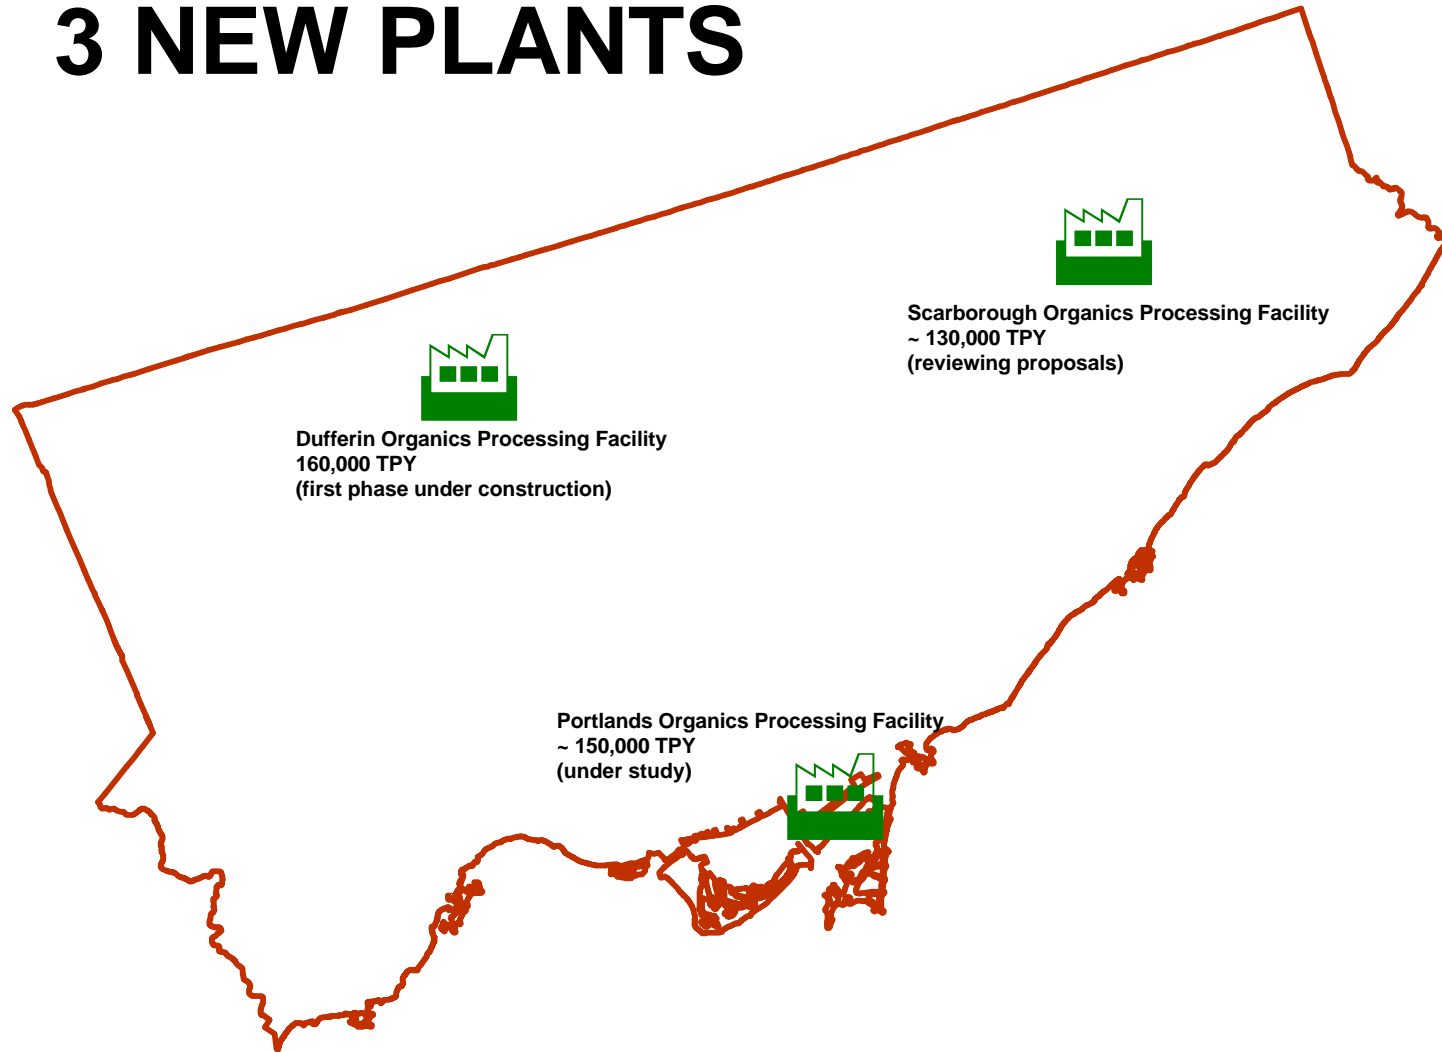 3 NEW PLANTS
Scarborough Organics Processing Facility
~ 130,000 TPY
(reviewing proposals)
Dufferin Organics Processing Facility
160,000 TPY
(first phase under construction)
Portlands Organics Processing Facility
~ 150,000 TPY
(under study)